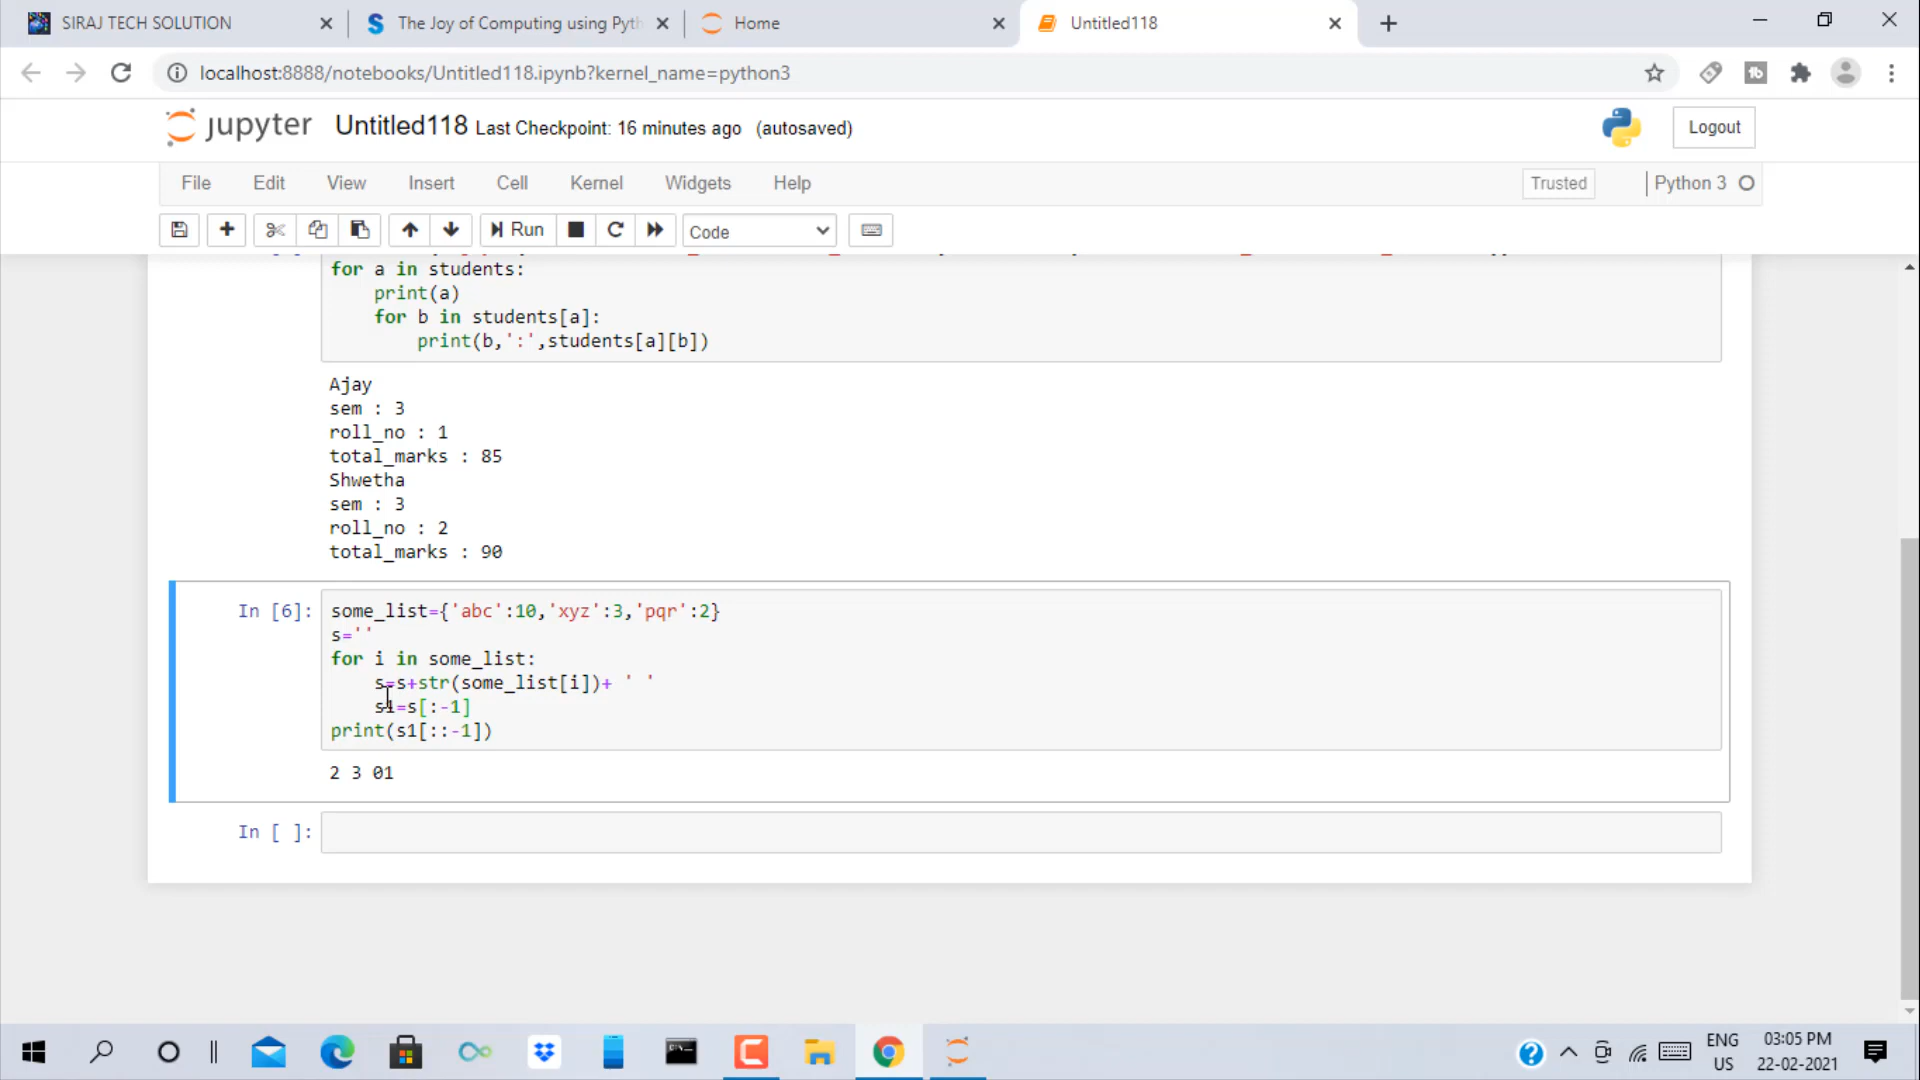 SIRAJ TECH SOLUTION
The Joy of Computing using Pyth
Home
Untitled118
localhost:8888/notebooks/Untitled118.ipynb?kernel_name=python3
jupyter Untitled118 Last Checkpoint: 16 minutes ago (autosaved)
Logout
File Edit View Insert Cell Kernel Widgets Help
Trusted
Python 3
Run
Code
for a in students:
    print(a)
    for b in students[a]:
        print(b,':',students[a][b])
Ajay
sem : 3
roll_no : 1
total_marks : 85
Shwetha
sem : 3
roll_no : 2
total_marks : 90
In [6]:
some_list={'abc':10,'xyz':3,'pqr':2}
s=''
for i in some_list:
    s=s+str(some_list[i])+ ' '
    s1=s[:-1]
print(s1[::-1])
2 3 01
In [ ]:
ENG
US
03:05 PM
22-02-2021